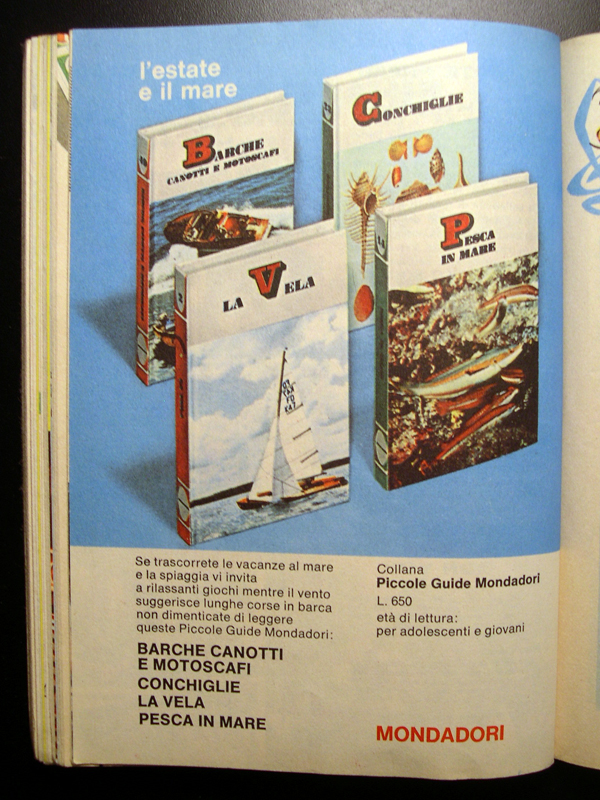 l'estate
e il mare
BARCHE
CANOTTI E MOTOSCAFI
CONCHIGLIE
LA VELA
PESCA
IN MARE
Se trascorrete le vacanze al mare
e la spiaggia vi invita
a rilassanti giochi mentre il vento
suggerisce lunghe corse in barca
non dimenticate di leggere
queste Piccole Guide Mondadori:
BARCHE CANOTTI
E MOTOSCAFI
CONCHIGLIE
LA VELA
PESCA IN MARE
Collana
Piccole Guide Mondadori
L. 650
età di lettura:
per adolescenti e giovani
MONDADORI